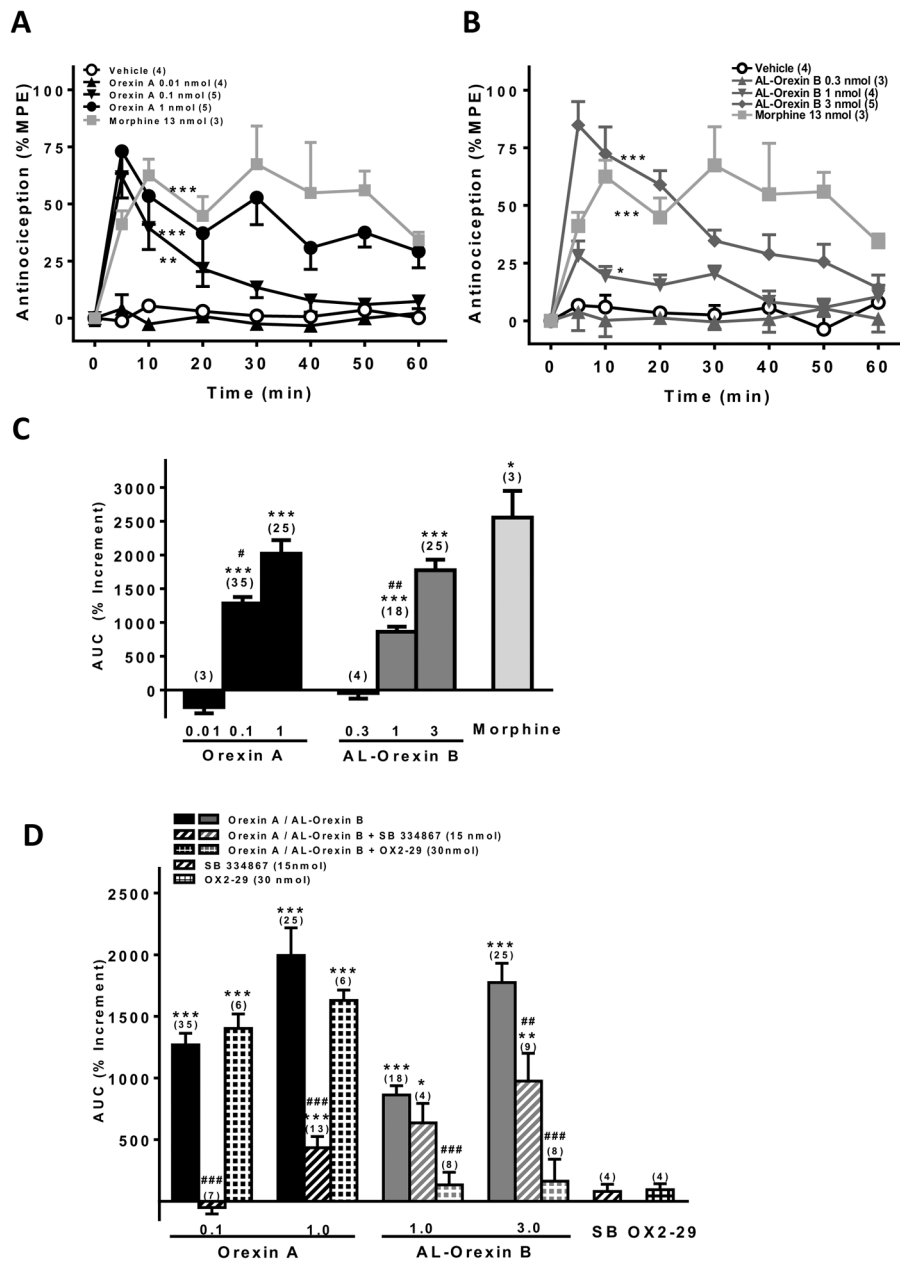 A
Vehicle (4)
Orexin A 0.01 nmol (4)
Orexin A 0.1 nmol (5)
Orexin A 1 nmol (5)
Morphine 13 nmol (3)
Antinociception (%MPE)
100
75
50
25
0
***
***
**
0 10 20 30 40 50 60
Time (min)
B
Vehicle (4)
AL-Orexin B 0.3 nmol (3)
AL-Orexin B 1 nmol (4)
AL-Orexin B 3 nmol (5)
Morphine 13 nmol (3)
Antinociception (%MPE)
100
75
50
25
0
***
***
*
0 10 20 30 40 50 60
Time (min)
C
AUC (% Increment)
3000
2500
2000
1500
1000
500
0
(3)
#
***
(35)
***
(25)
(4)
##
***
(18)
***
(25)
*
(3)
0.01 0.1 1
Orexin A
0.3 1 3
AL-Orexin B
Morphine
D
Orexin A / AL-Orexin B
Orexin A / AL-Orexin B + SB 334867 (15 nmol)
Orexin A / AL-Orexin B + OX2-29 (30nmol)
SB 334867 (15nmol)
OX2-29 (30 nmol)
AUC (% Increment)
2500
2000
1500
1000
500
***
(35)
###
(7)
***
(6)
***
(25)
###
***
(13)
***
(6)
***
(18)
*
(4)
###
(8)
***
(25)
##
**
(9)
###
(8)
(4)
(4)
0.1 1.0
Orexin A
1.0 3.0
AL-Orexin B
SB OX2-29